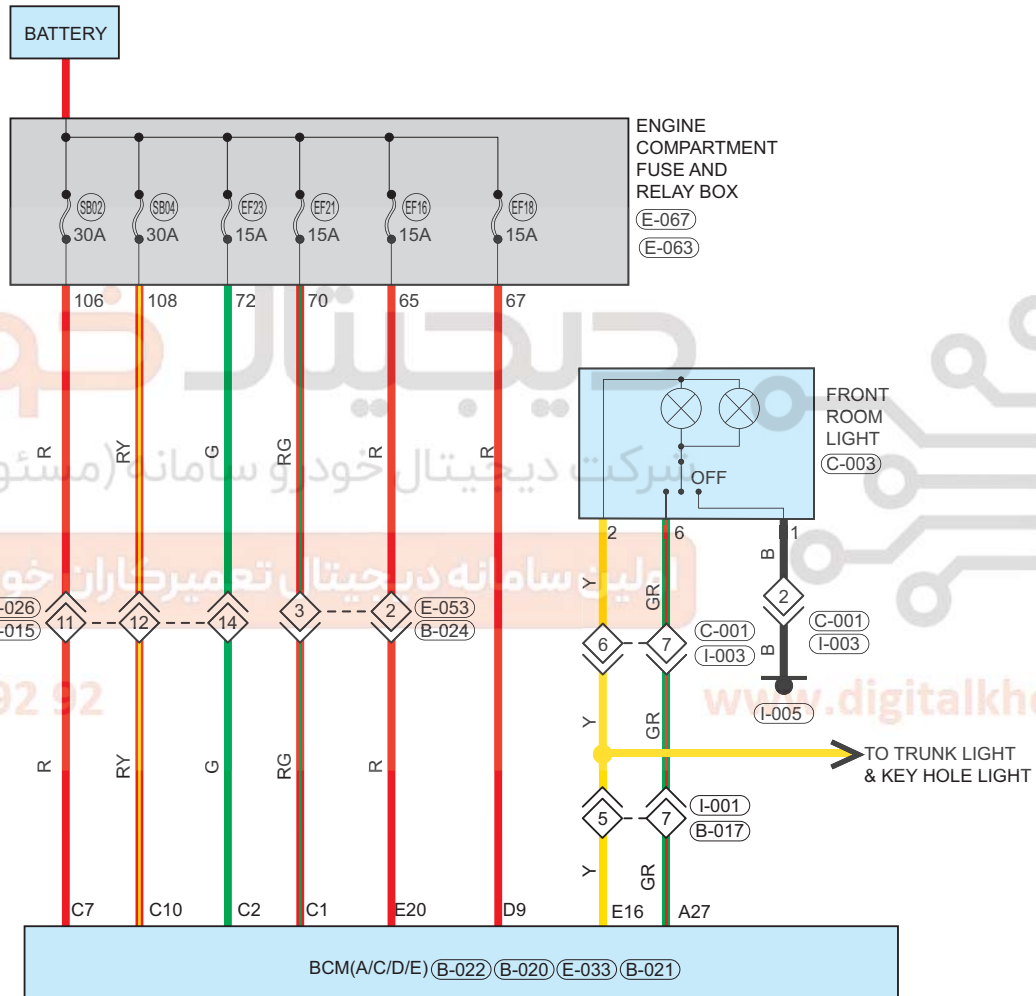 BATTERY
ENGINE
COMPARTMENT
FUSE AND
RELAY BOX
E-067
E-063
SB02 SB04 EF23 EF21 EF16 EF18
30A 30A 15A 15A 15A 15A
106 108 72 70 65 67
دیجیتال
FRONT
ROOM
LIGHT
C-003
OFF
R RY G RG R R
شرکت دیجیتال خودرو سامانه (مسئو
2 6 1
اولین سامانه دیجیتال تعمیرکاران خو
Y GR B
-026
-015
11 12 14 3 2
E-053
B-024
2
C-001
I-003
6 7
C-001
I-003
B
92 92
www.digitalkh
I-005
Y GR
TO TRUNK LIGHT
& KEY HOLE LIGHT
R RY G RG R
5 7
I-001
B-017
Y GR
C7 C10 C2 C1 E20 D9 E16 A27
BCM(A/C/D/E) B-022 B-020 E-033 B-021